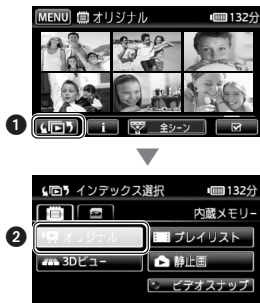 MENU オリジナル 132分
1 i 全シーン
インデックス選択 132分
内蔵メモリー
2 オリジナル プレイリスト
3Dビュー 静止画
ビデオスナップ